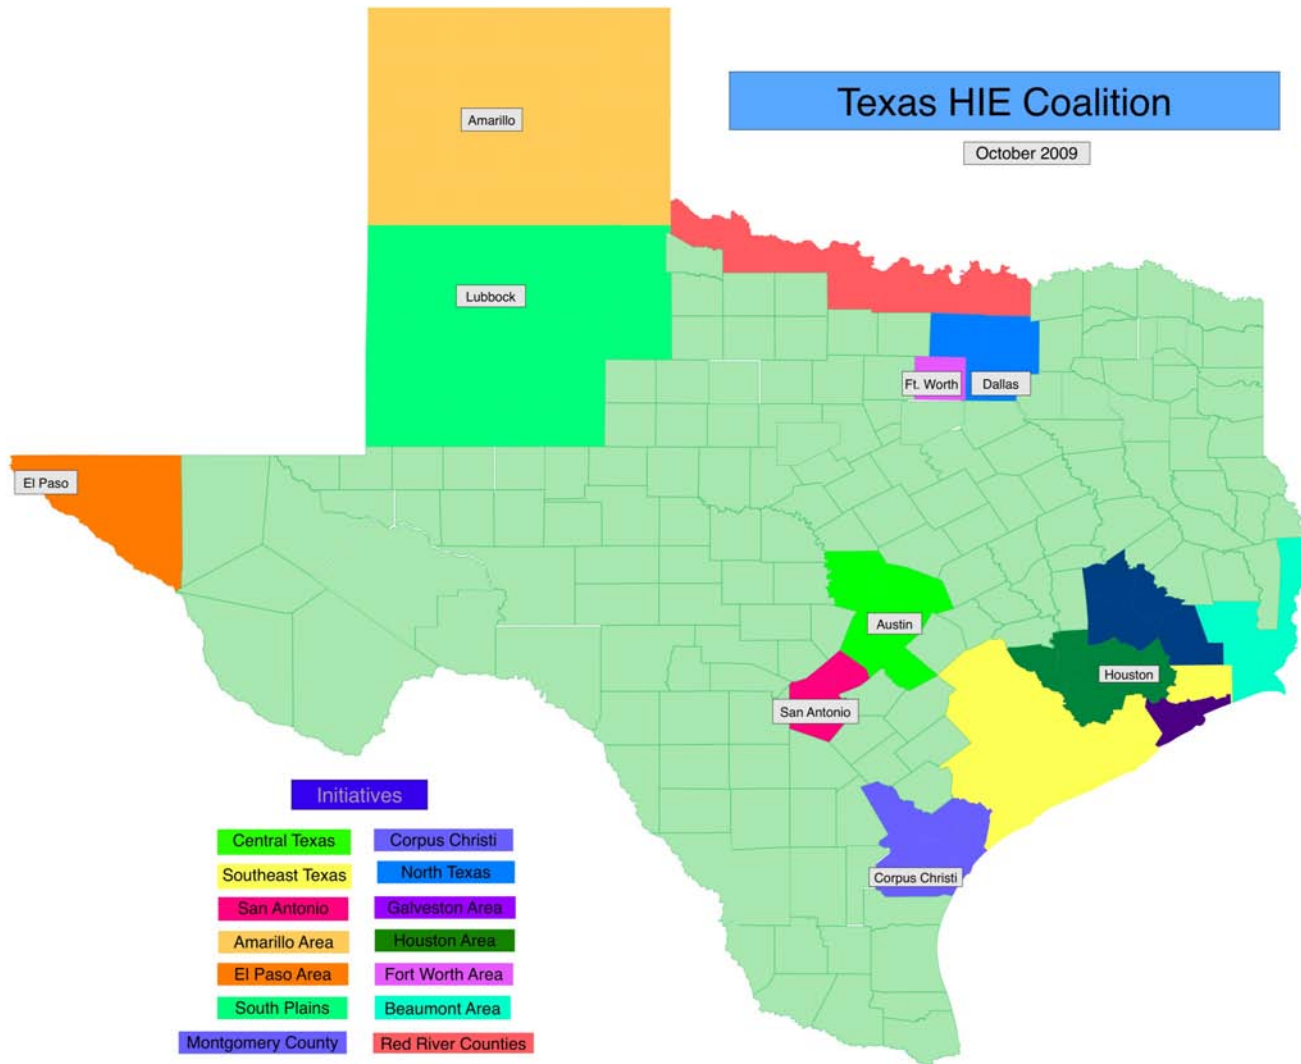 Texas HIE Coalition
October 2009
Amarillo
Lubbock
Ft. Worth
Dallas
El Paso
Austin
Houston
San Antonio
Corpus Christi
Initiatives
Central Texas
Corpus Christi
Southeast Texas
North Texas
San Antonio
Galveston Area
Amarillo Area
Houston Area
El Paso Area
Fort Worth Area
South Plains
Beaumont Area
Montgomery County
Red River Counties